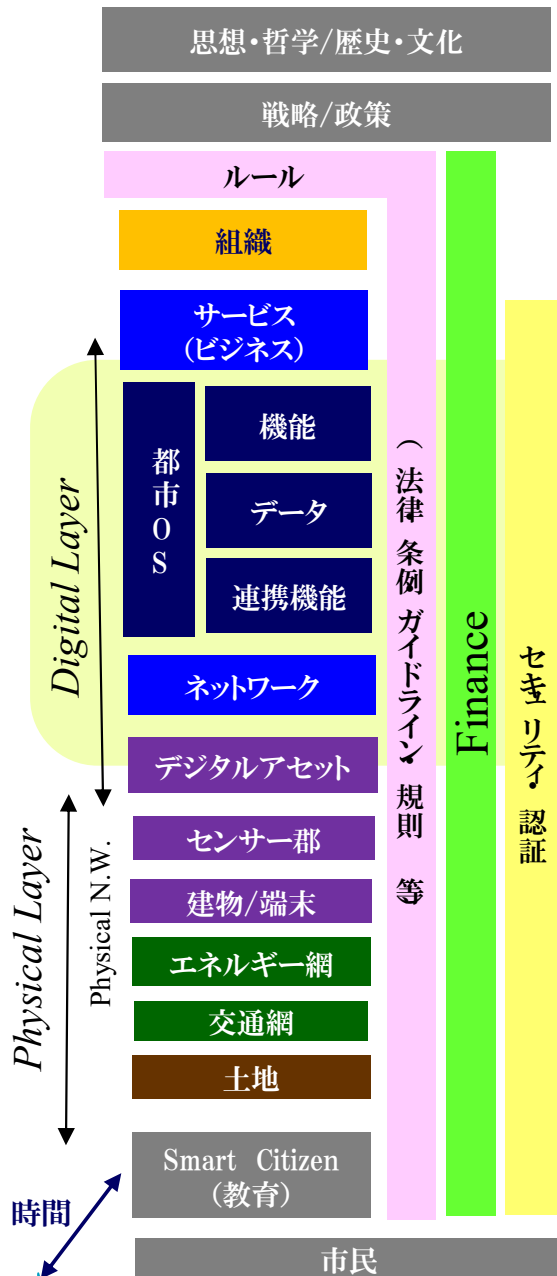 思想・哲学/歴史・文化
戦略/政策
ルール
組織
サービス
(ビジネス)
都市OS
機能
データ
連携機能
ネットワーク
デジタルアセット
センサー郡
建物/端末
エネルギー網
交通網
土地
Smart Citizen
(教育)
市民
Digital Layer
Physical Layer
Physical N.W.
時間
(法律・条例・ガイドライン・規則 等)
Finance
セキュリティ・認証